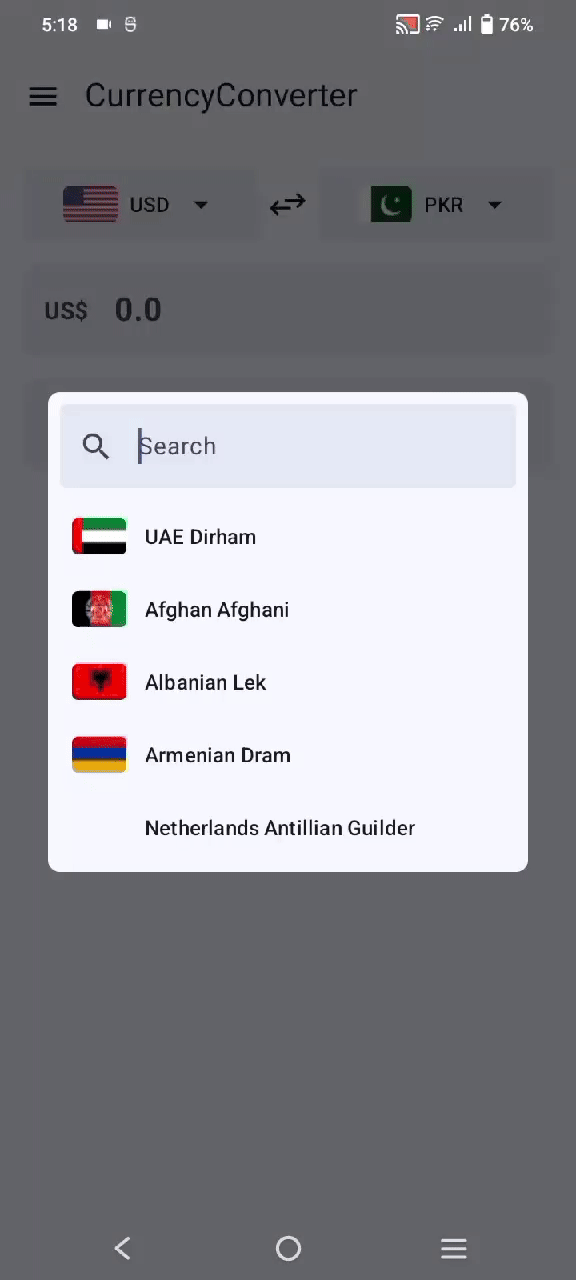 5:18 76%
CurrencyConverter
USD PKR
US$ 0.0
Search
UAE Dirham
Afghan Afghani
Albanian Lek
Armenian Dram
Netherlands Antillian Guilder